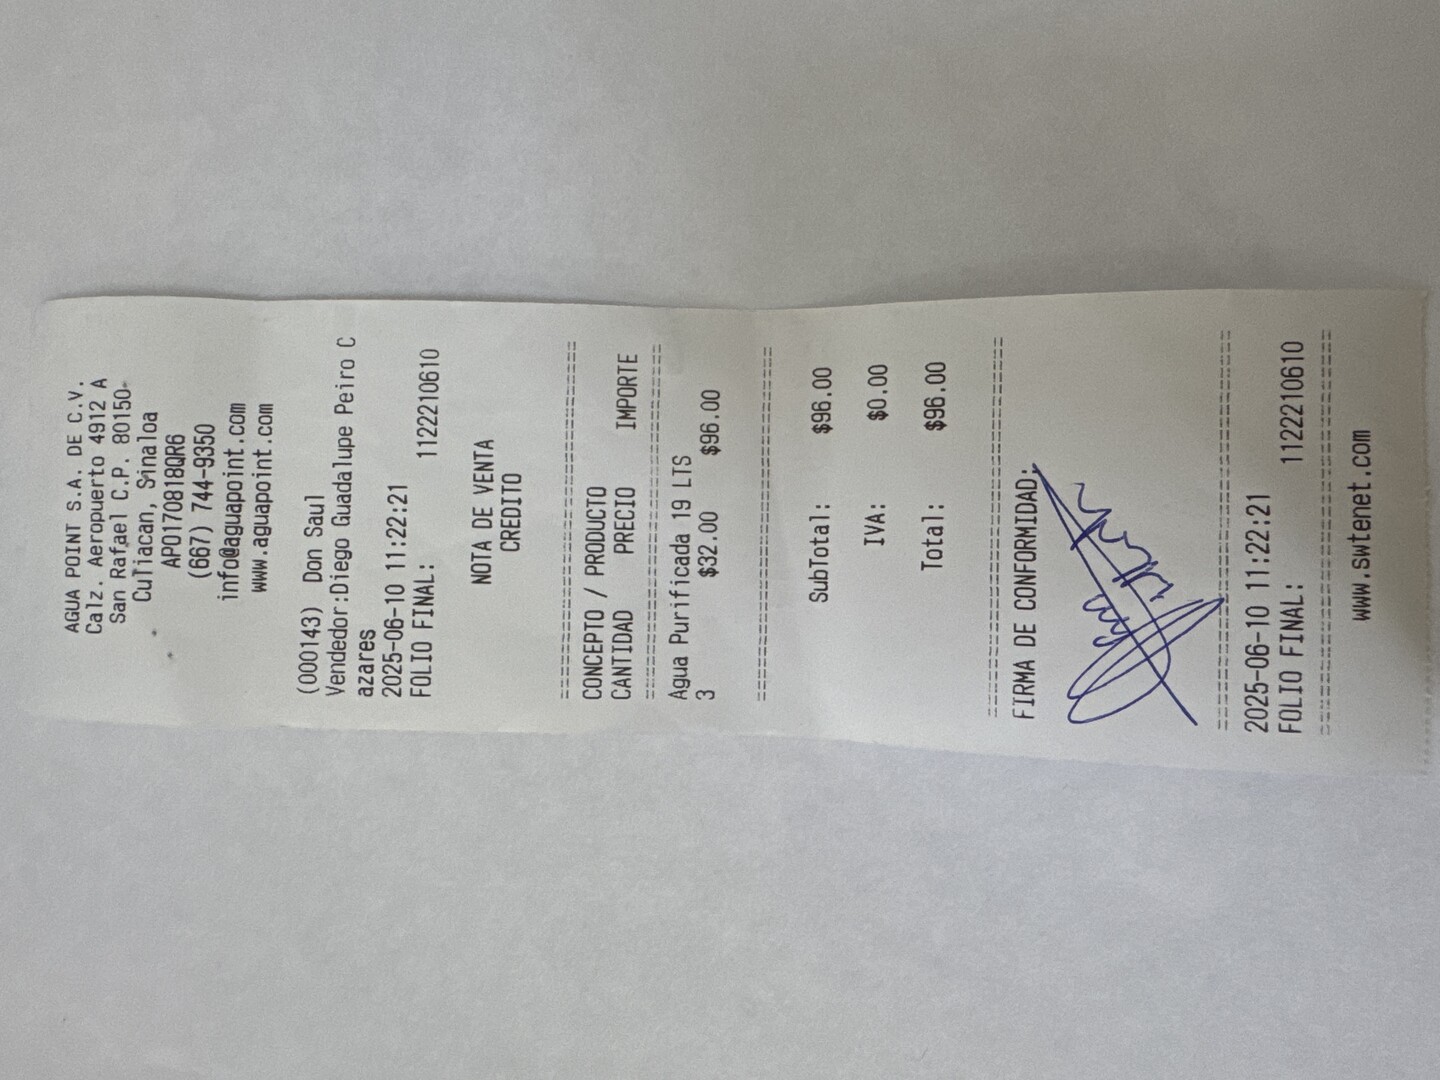 AGUA POINT S.A. DE C.V.
Calz. Aeropuerto 4912 A
San Rafael C.P. 80150
Culiacan, Sinaloa
APO170818QR6
(667) 744-9350
info@aguapoint.com
www.aguapoint.com
(000143) Don Saul
Vendedor:Diego Guadalupe Peiro C
azares
2025-06-10 11:22:21
FOLIO FINAL: 1122210610
NOTA DE VENTA
CREDITO
CONCEPTO / PRODUCTO
CANTIDAD PRECIO IMPORTE
Agua Purificada 19 LTS
3 $32.00 $96.00
SubTotal: $96.00
IVA: $0.00
Total: $96.00
FIRMA DE CONFORMIDAD:
2025-06-10 11:22:21
FOLIO FINAL: 1122210610
www.swtenet.com